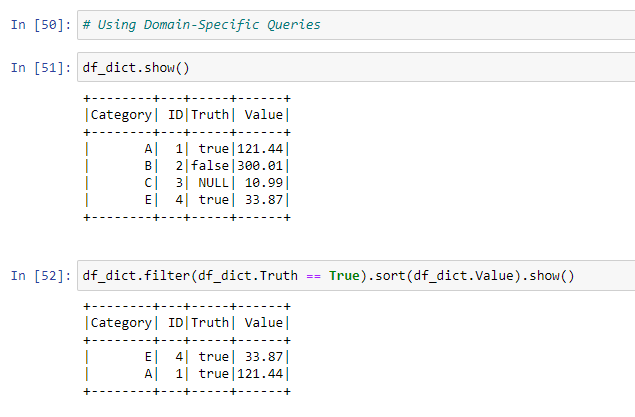 In [50]: # Using Domain-Specific Queries
In [51]: df_dict.show()
+--------+---+-----+------+
|Category| ID|Truth| Value|
+--------+---+-----+------+
|       A|  1| true|121.44|
|       B|  2|false|300.01|
|       C|  3| NULL| 10.99|
|       E|  4| true| 33.87|
+--------+---+-----+------+
In [52]: df_dict.filter(df_dict.Truth == True).sort(df_dict.Value).show()
+--------+---+-----+------+
|Category| ID|Truth| Value|
+--------+---+-----+------+
|       E|  4| true| 33.87|
|       A|  1| true|121.44|
+--------+---+-----+------+